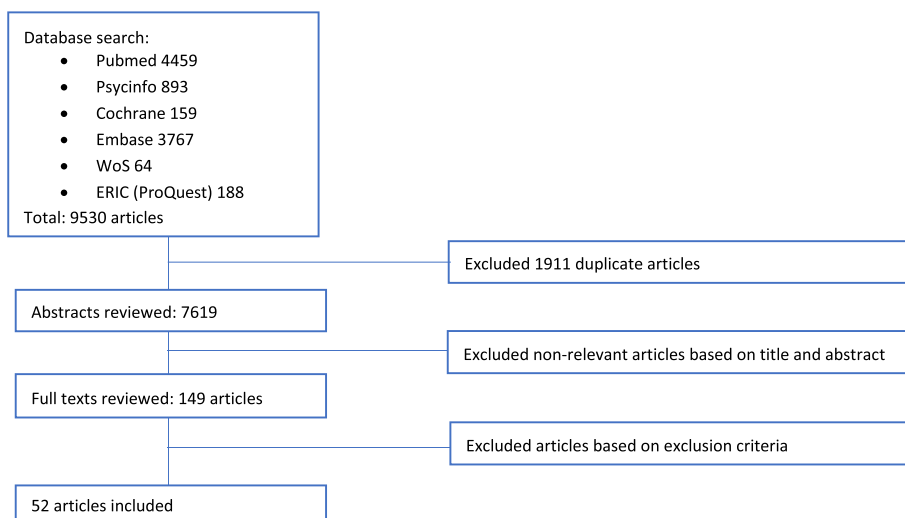 Database search:
• Pubmed 4459
• Psycinfo 893
• Cochrane 159
• Embase 3767
• WoS 64
• ERIC (ProQuest) 188
Total: 9530 articles
Excluded 1911 duplicate articles
Abstracts reviewed: 7619
Excluded non-relevant articles based on title and abstract
Full texts reviewed: 149 articles
Excluded articles based on exclusion criteria
52 articles included